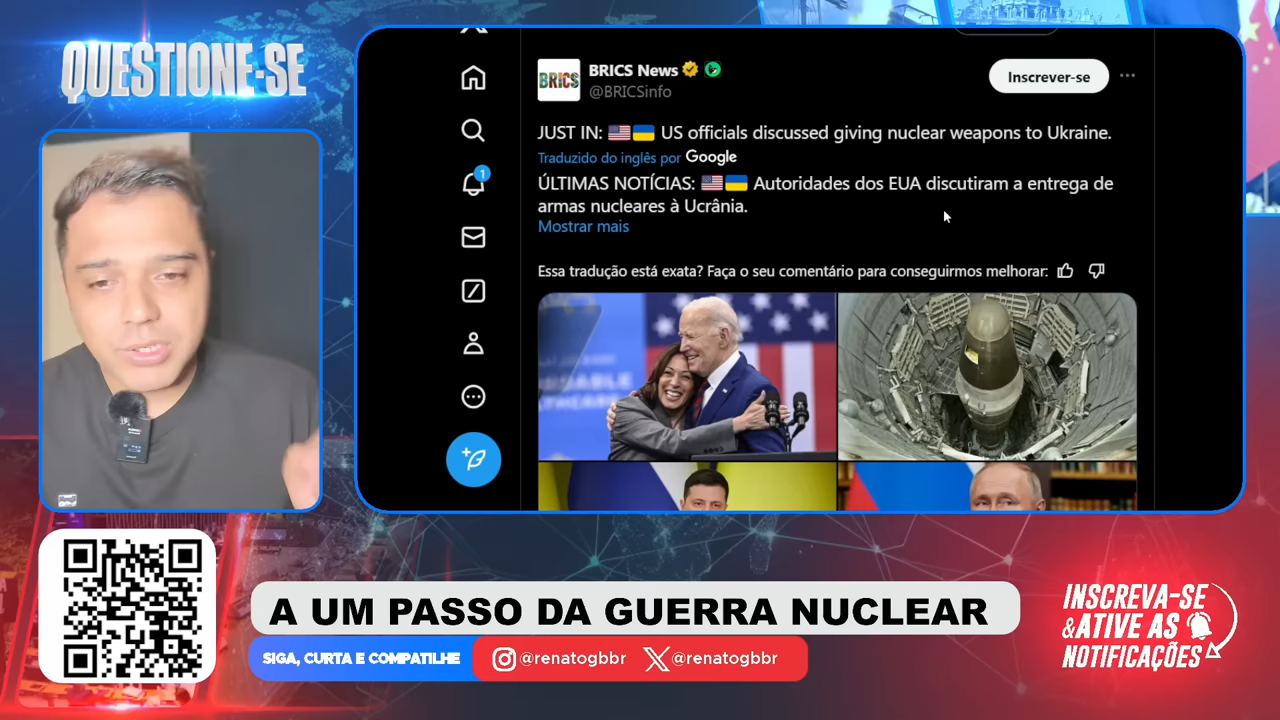 QUESTIONE-SE
BRICS
BRICS News
@BRICSinfo
Inscrever-se
JUST IN: 🇺🇸🇺🇦 US officials discussed giving nuclear weapons to Ukraine.
Traduzido do inglês por Google
ÚLTIMAS NOTÍCIAS: 🇺🇸🇺🇦 Autoridades dos EUA discutiram a entrega de
armas nucleares à Ucrânia.
Mostrar mais
1
Essa tradução está exata? Faça o seu comentário para conseguirmos melhorar:
A UM PASSO DA GUERRA NUCLEAR
SIGA, CURTA E COMPATILHE
@renatogbbr
@renatogbbr
INSCREVA-SE
&ATIVE AS
NOTIFICAÇÕES